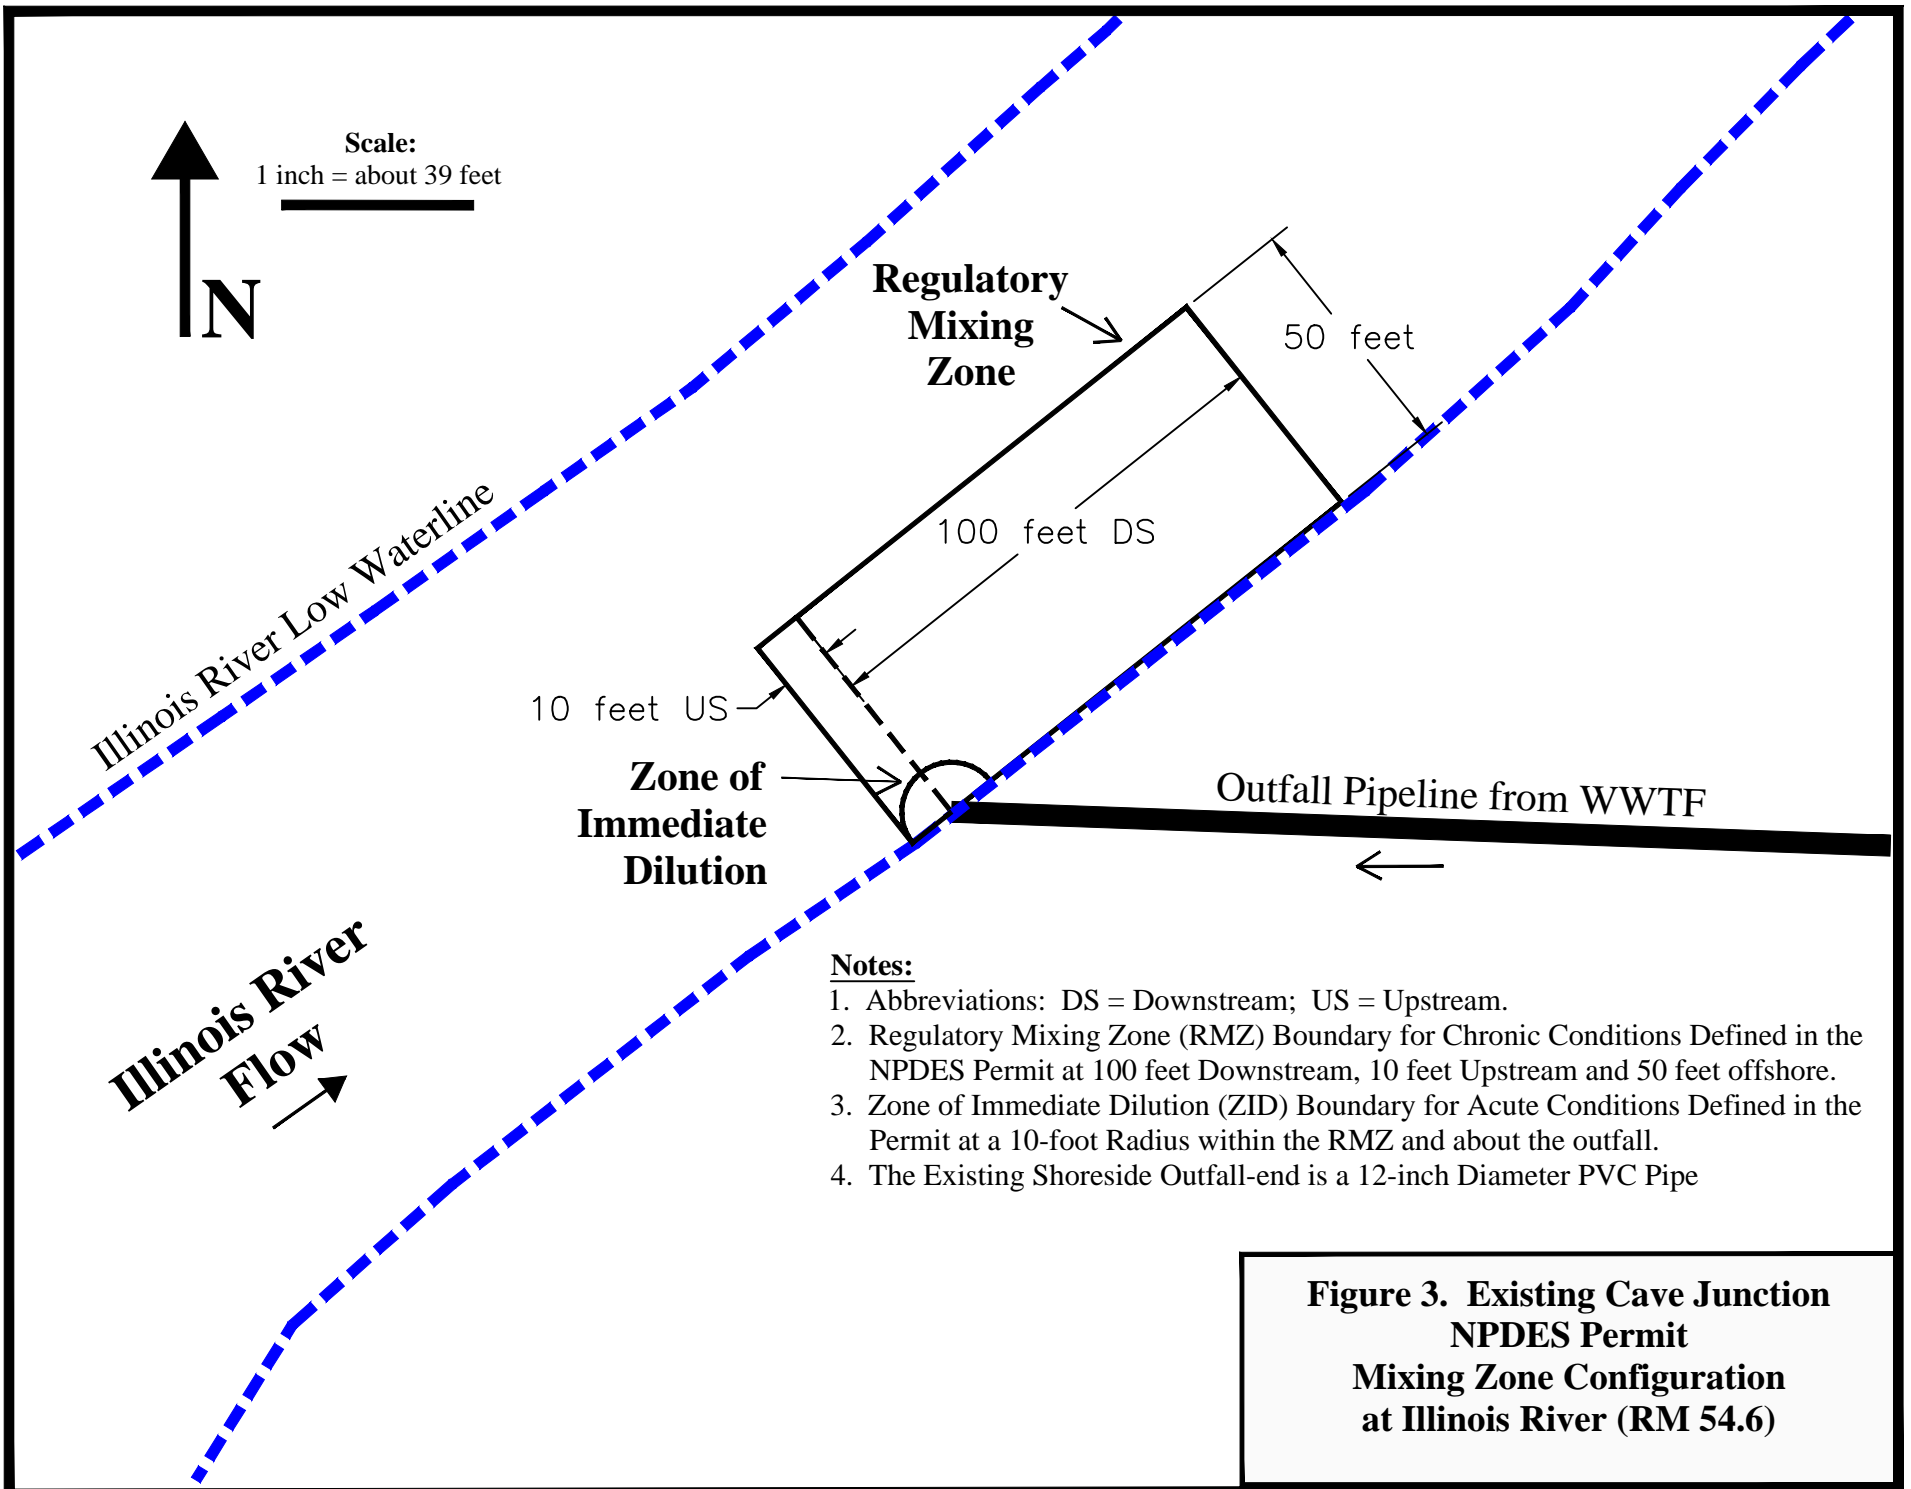 Scale:
1 inch = about 39 feet
N
Regulatory
Mixing
Zone
50 feet
100 feet DS
Illinois River Low Waterline
10 feet US
Zone of
Immediate
Dilution
Outfall Pipeline from WWTF
Illinois River
Flow
Notes:
1. Abbreviations: DS = Downstream; US = Upstream.
2. Regulatory Mixing Zone (RMZ) Boundary for Chronic Conditions Defined in the
NPDES Permit at 100 feet Downstream, 10 feet Upstream and 50 feet offshore.
3. Zone of Immediate Dilution (ZID) Boundary for Acute Conditions Defined in the
Permit at a 10-foot Radius within the RMZ and about the outfall.
4. The Existing Shoreside Outfall-end is a 12-inch Diameter PVC Pipe
Figure 3. Existing Cave Junction
NPDES Permit
Mixing Zone Configuration
at Illinois River (RM 54.6)